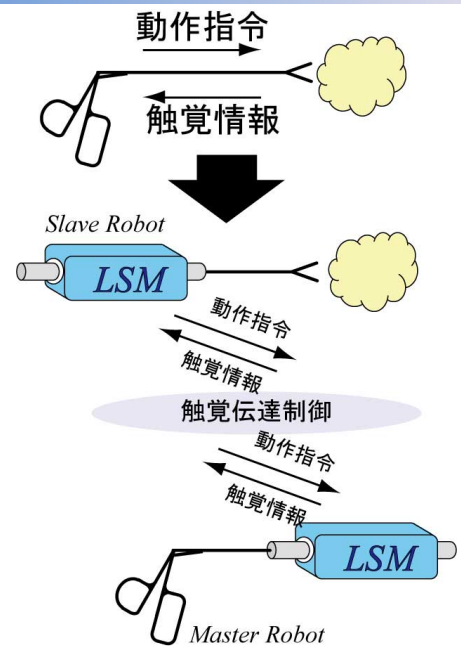 動作指令
触覚情報
Slave Robot
LSM
動作指令
触覚情報
触覚伝達制御
動作指令
触覚情報
LSM
Master Robot